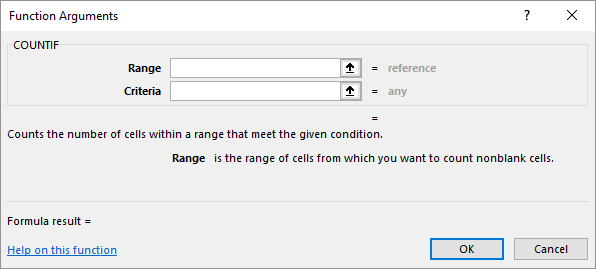 Function Arguments ?
COUNTIF
Range = reference
Criteria = any
=
Counts the number of cells within a range that meet the given condition.
Range is the range of cells from which you want to count nonblank cells.
Formula result =
Help on this function OK Cancel